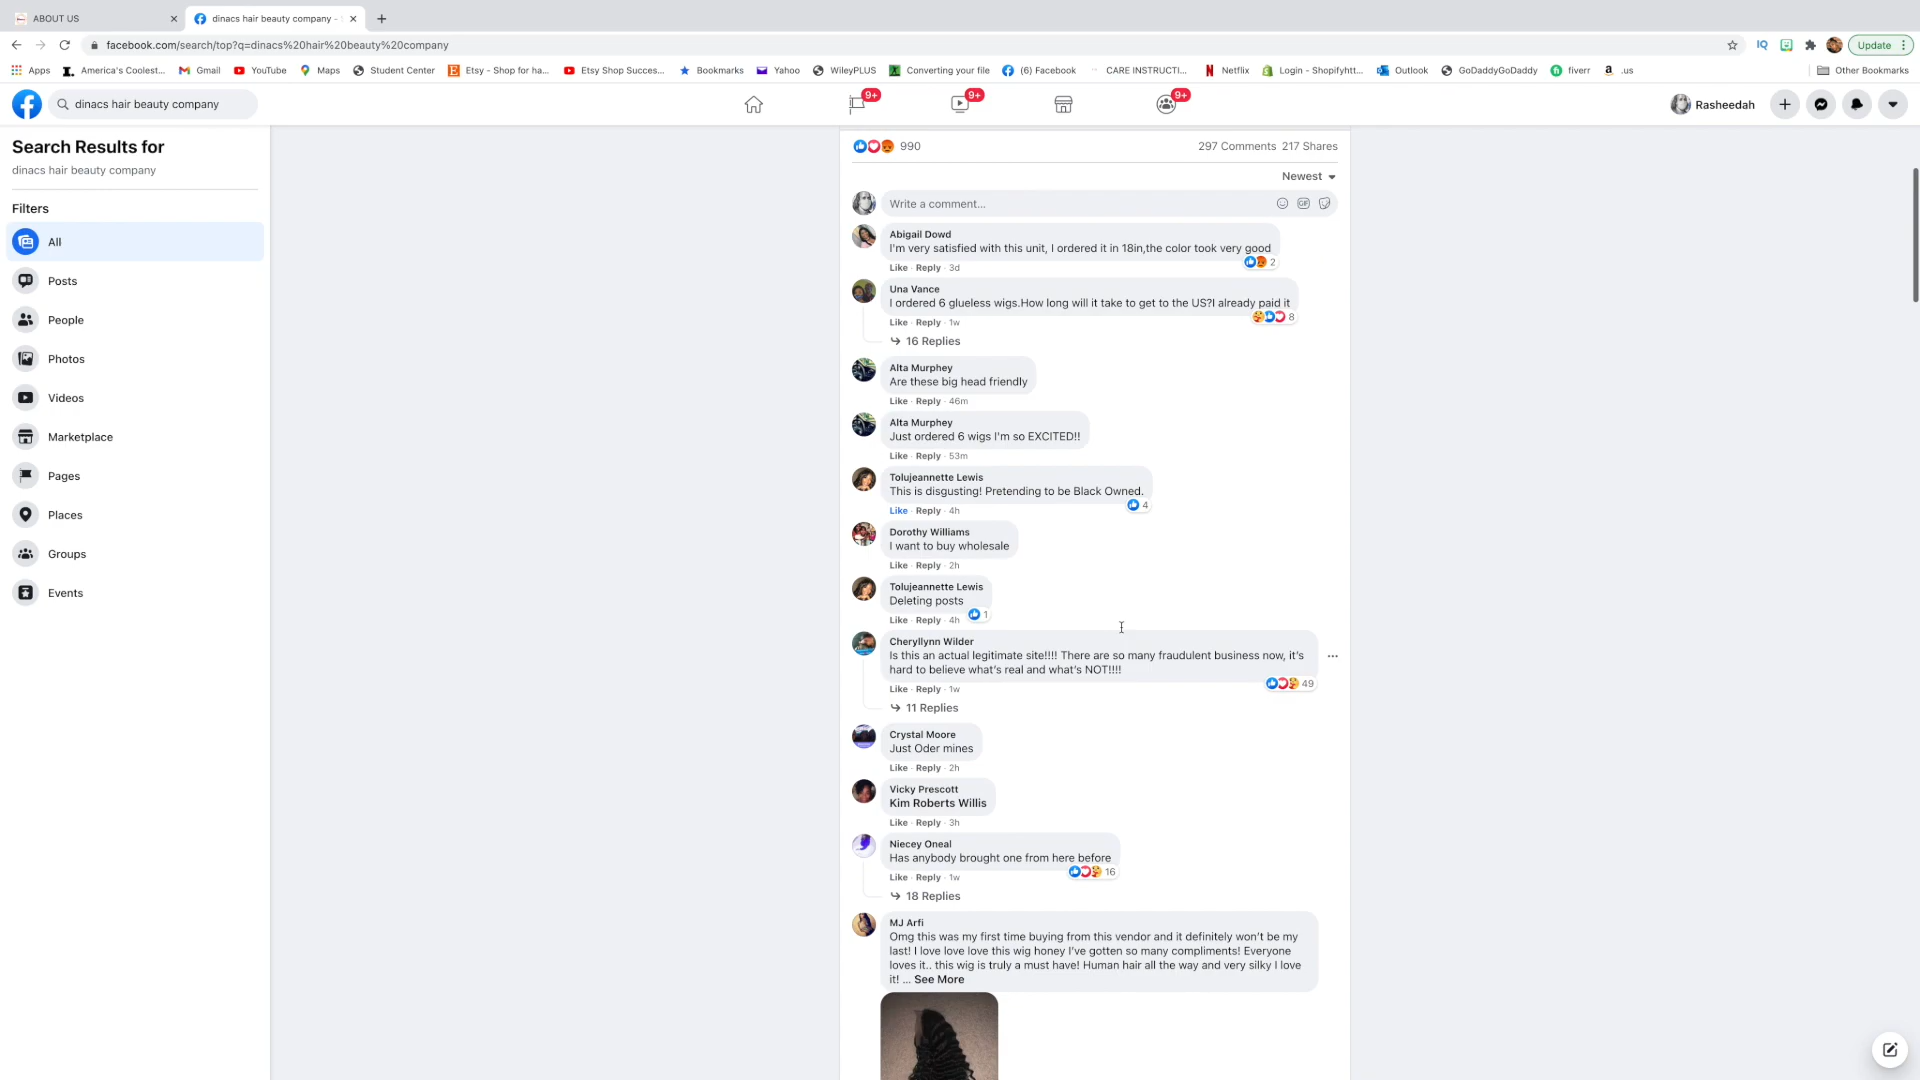 ABOUT US
dinacs hair beauty company -
facebook.com/search/top?q=dinacs%20hair%20beauty%20company
Update
Apps
America's Coolest...
Gmail
YouTube
Maps
Student Center
Etsy - Shop for ha...
Etsy Shop Succes...
Bookmarks
Yahoo
WileyPLUS
Converting your file
(6) Facebook
CARE INSTRUCTI...
Netflix
Login - Shopifyhtt...
Outlook
GoDaddyGoDaddy
fiverr
.us
Other Bookmarks
dinacs hair beauty company
9+
9+
9+
Rasheedah
Search Results for
dinacs hair beauty company
Filters
All
Posts
People
Photos
Videos
Marketplace
Pages
Places
Groups
Events
990
297 Comments 217 Shares
Newest
Write a comment...
GIF
Abigail Dowd
I'm very satisfied with this unit, I ordered it in 18in,the color took very good
2
Like · Reply · 3d
Una Vance
I ordered 6 glueless wigs.How long will it take to get to the US?I already paid it
8
Like · Reply · 1w
16 Replies
Alta Murphey
Are these big head friendly
Like · Reply · 46m
Alta Murphey
Just ordered 6 wigs I'm so EXCITED!!
Like · Reply · 53m
Tolujeannette Lewis
This is disgusting! Pretending to be Black Owned.
4
Like · Reply · 4h
Dorothy Williams
I want to buy wholesale
Like · Reply · 2h
Tolujeannette Lewis
Deleting posts
1
Like · Reply · 4h
Cheryllynn Wilder
Is this an actual legitimate site!!!! There are so many fraudulent business now, it's
hard to believe what's real and what's NOT!!!!
49
Like · Reply · 1w
11 Replies
Crystal Moore
Just Oder mines
Like · Reply · 2h
Vicky Prescott
Kim Roberts Willis
Like · Reply · 3h
Niecey Oneal
Has anybody brought one from here before
16
Like · Reply · 1w
18 Replies
MJ Arfi
Omg this was my first time buying from this vendor and it definitely won't be my
last! I love love love this wig honey I've gotten so many compliments! Everyone
loves it.. this wig is truly a must have! Human hair all the way and very silky I love
it! ... See More